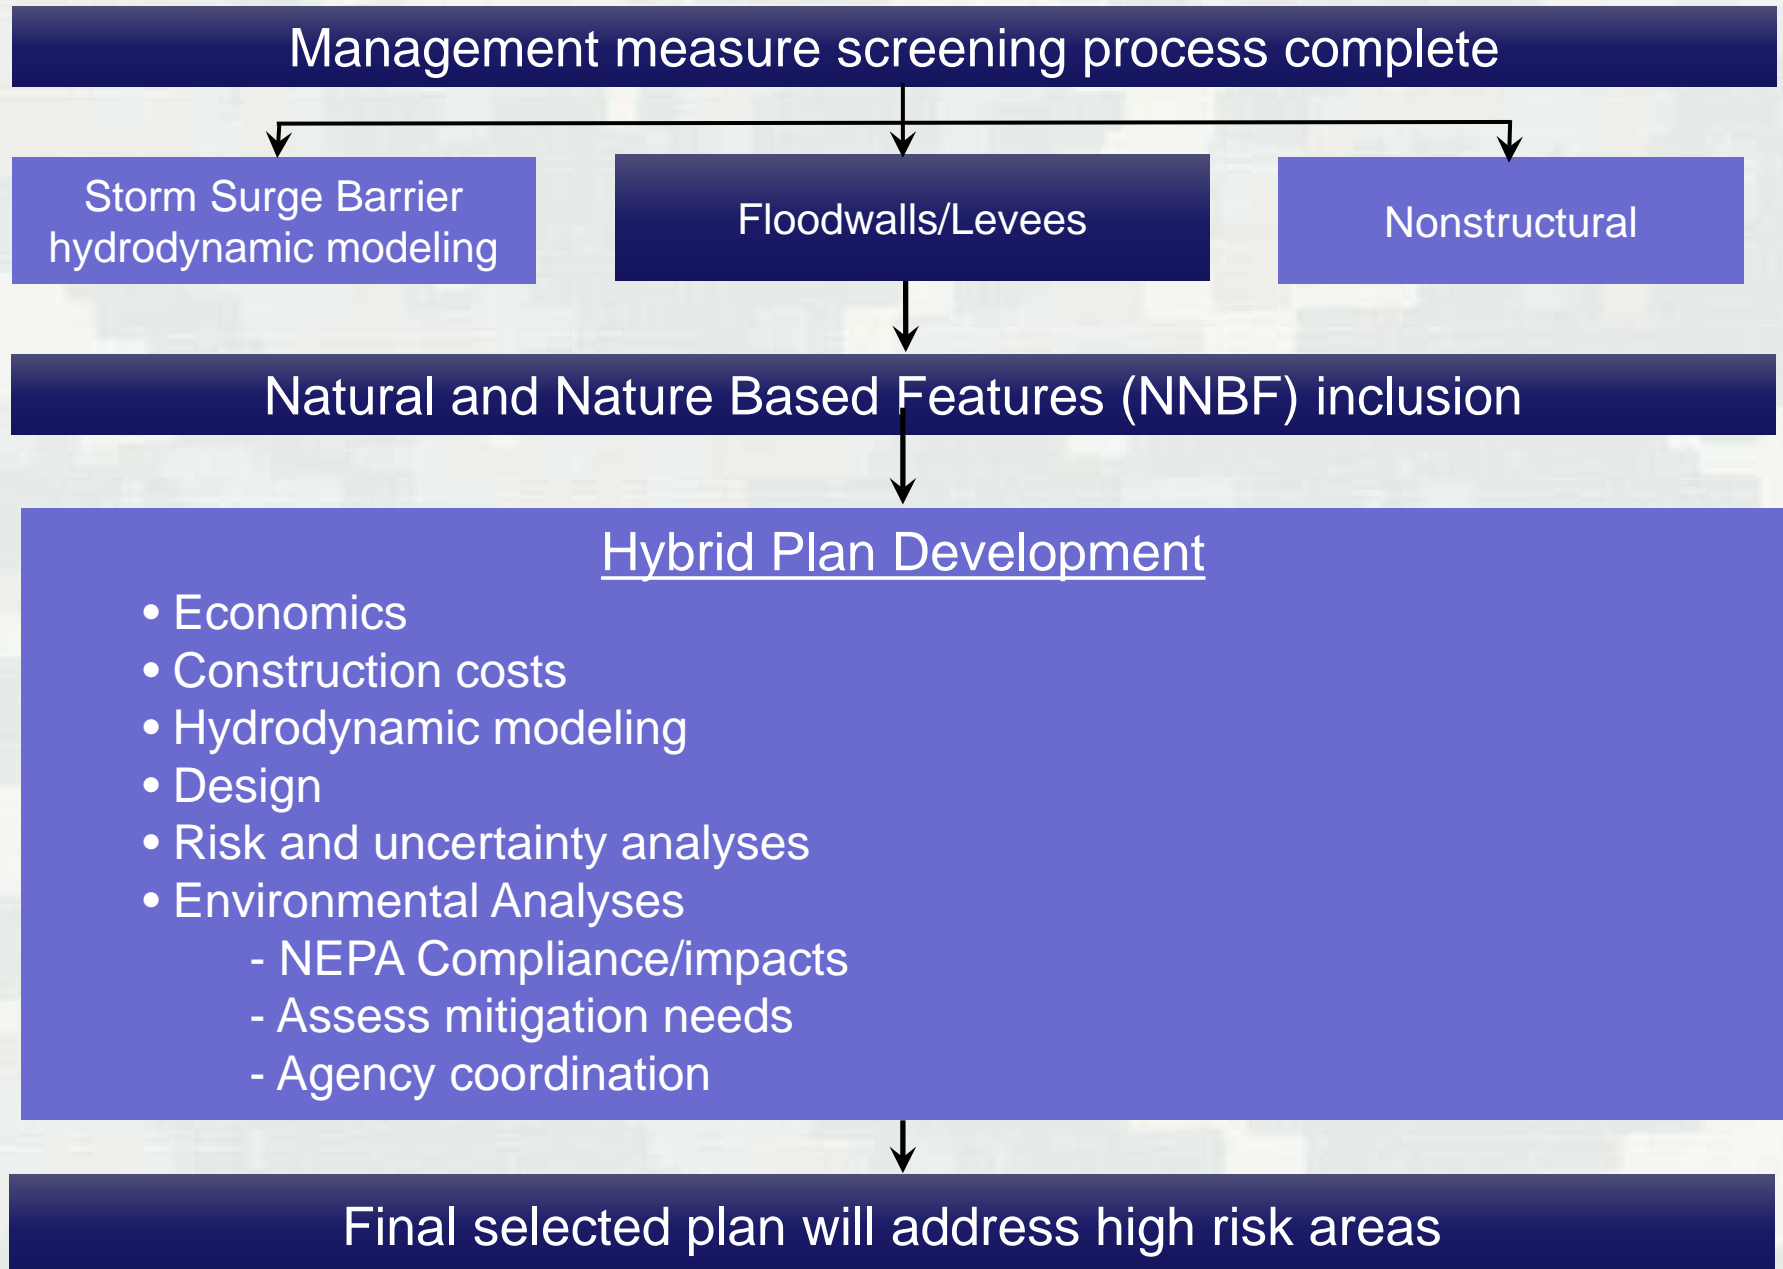 Management measure screening process complete
Storm Surge Barrier
hydrodynamic modeling
Floodwalls/Levees
Nonstructural
Natural and Nature Based Features (NNBF) inclusion
Hybrid Plan Development
• Economics
• Construction costs
• Hydrodynamic modeling
• Design
• Risk and uncertainty analyses
• Environmental Analyses
- NEPA Compliance/impacts
- Assess mitigation needs
- Agency coordination
Final selected plan will address high risk areas